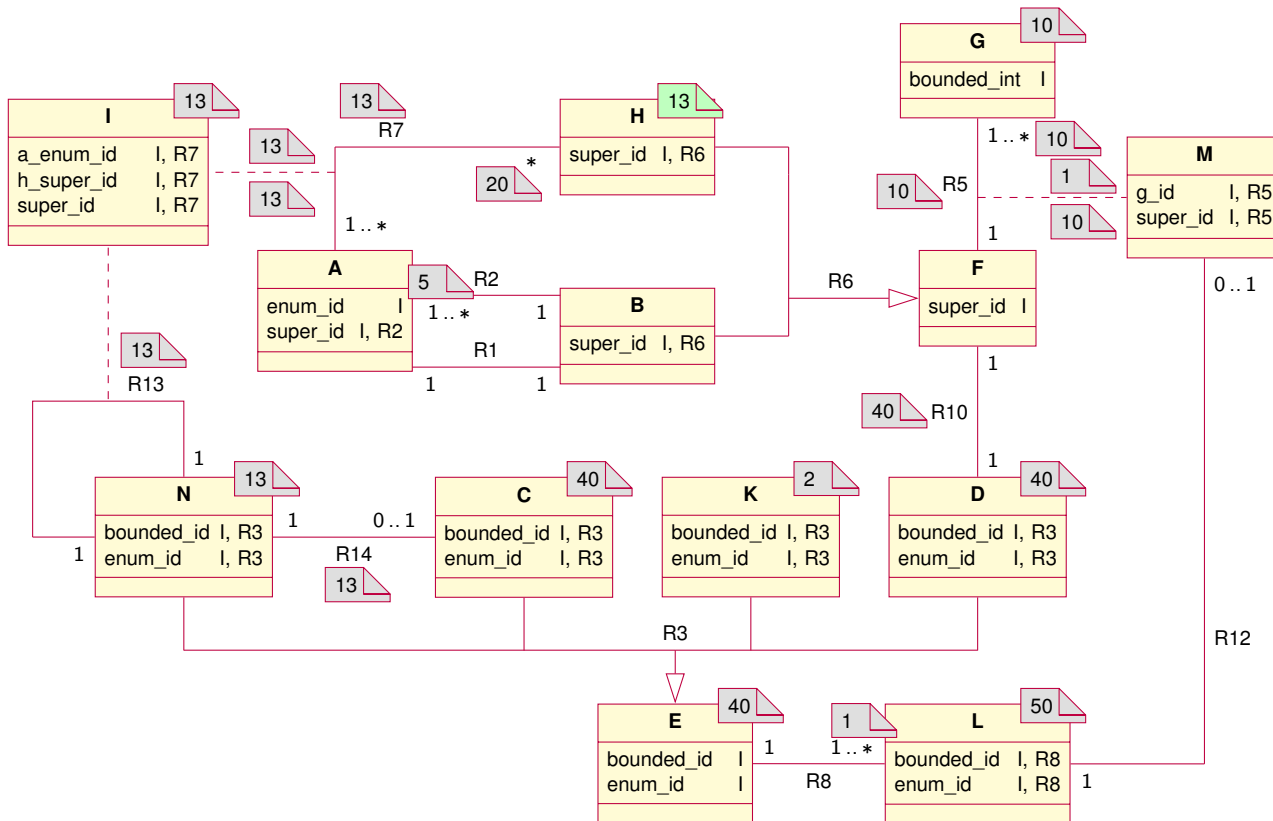 G
10
bounded_int I
1..*
10
I
13
a_enum_id I, R7
h_super_id I, R7
super_id I, R7
13
R7
13
13
H
13
super_id I, R6
*
20
1..*
R5
10
1
10
M
g_id I, R5
super_id I, R5
A
5
enum_id I
super_id I, R2
R2
1..*
1
R1
1
1
B
super_id I, R6
R6
1
F
super_id I
1
0..1
13
R13
40
R10
1
1
1
N
13
bounded_id I, R3
enum_id I, R3
1
0..1
R14
13
C
40
bounded_id I, R3
enum_id I, R3
K
2
bounded_id I, R3
enum_id I, R3
D
40
bounded_id I, R3
enum_id I, R3
R3
R12
E
40
bounded_id I
enum_id I
1
1
1..*
R8
L
50
bounded_id I, R8
enum_id I, R8
1